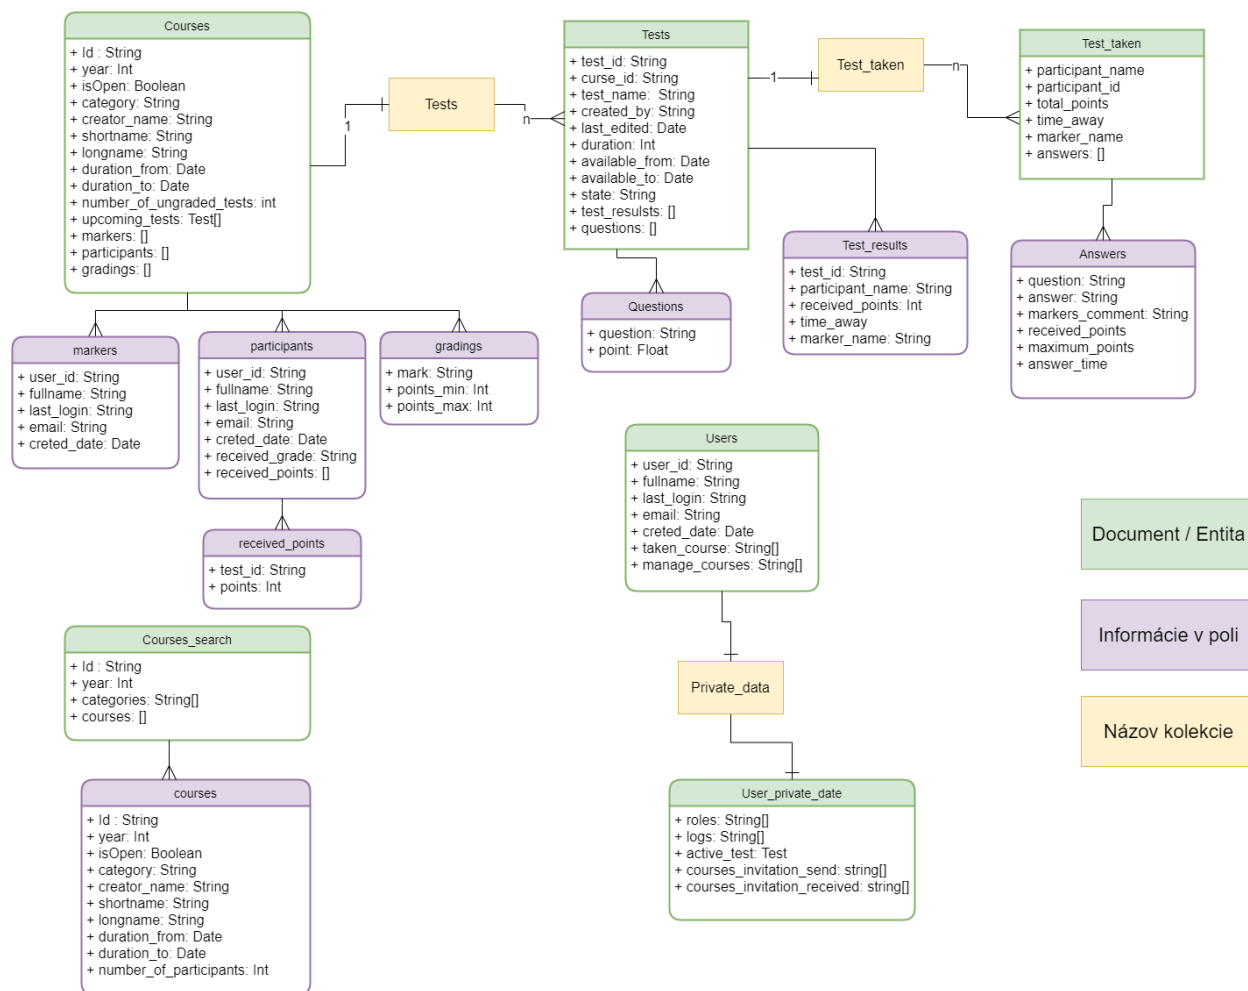 Courses
+ Id : String
+ year: Int
+ isOpen: Boolean
+ category: String
+ creator_name: String
+ shortname: String
+ longname: String
+ duration_from: Date
+ duration_to: Date
+ number_of_ungraded_tests: int
+ upcoming_tests: Test[]
+ markers: []
+ participants: []
+ gradings: []
1
Tests
n
Tests
+ test_id: String
+ curse_id: String
+ test_name: String
+ created_by: String
+ last_edited: Date
+ duration: Int
+ available_from: Date
+ available_to: Date
+ state: String
+ test_resulsts: []
+ questions: []
1
Test_taken
n
Test_taken
+ participant_name
+ participant_id
+ total_points
+ time_away
+ marker_name
+ answers: []
Test_results
+ test_id: String
+ participant_name: String
+ received_points: Int
+ time_away
+ marker_name: String
Answers
+ question: String
+ answer: String
+ markers_comment: String
+ received_points
+ maximum_points
+ answer_time
Questions
+ question: String
+ point: Float
markers
+ user_id: String
+ fullname: String
+ last_login: String
+ email: String
+ creted_date: Date
participants
+ user_id: String
+ fullname: String
+ last_login: String
+ email: String
+ creted_date: Date
+ received_grade: String
+ received_points: []
gradings
+ mark: String
+ points_min: Int
+ points_max: Int
received_points
+ test_id: String
+ points: Int
Users
+ user_id: String
+ fullname: String
+ last_login: String
+ email: String
+ creted_date: Date
+ taken_course: String[]
+ manage_courses: String[]
Private_data
User_private_date
+ roles: String[]
+ logs: String[]
+ active_test: Test
+ courses_invitation_send: string[]
+ courses_invitation_received: string[]
Courses_search
+ Id : String
+ year: Int
+ categories: String[]
+ courses: []
courses
+ Id : String
+ year: Int
+ isOpen: Boolean
+ category: String
+ creator_name: String
+ shortname: String
+ longname: String
+ duration_from: Date
+ duration_to: Date
+ number_of_participants: Int
Document / Entita
Informácie v poli
Názov kolekcie